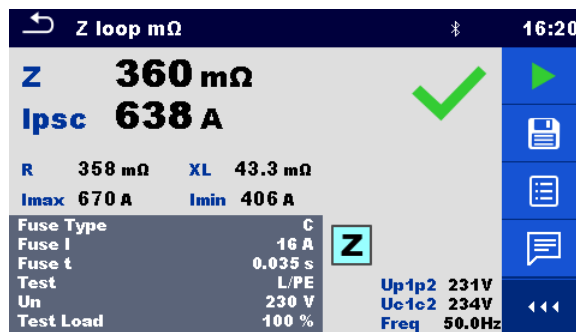 Z loop mΩ 16:20
Z 360 mΩ
Ipsc 638 A
R 358 mΩ XL 43.3 mΩ
Imax 670 A Imin 406 A
Fuse Type C
Fuse I 16 A
Fuse t 0.035 s
Test L/PE
Un 230 V
Test Load 100 %
Z
Up1p2 231V
Uc1c2 234V
Freq 50.0Hz